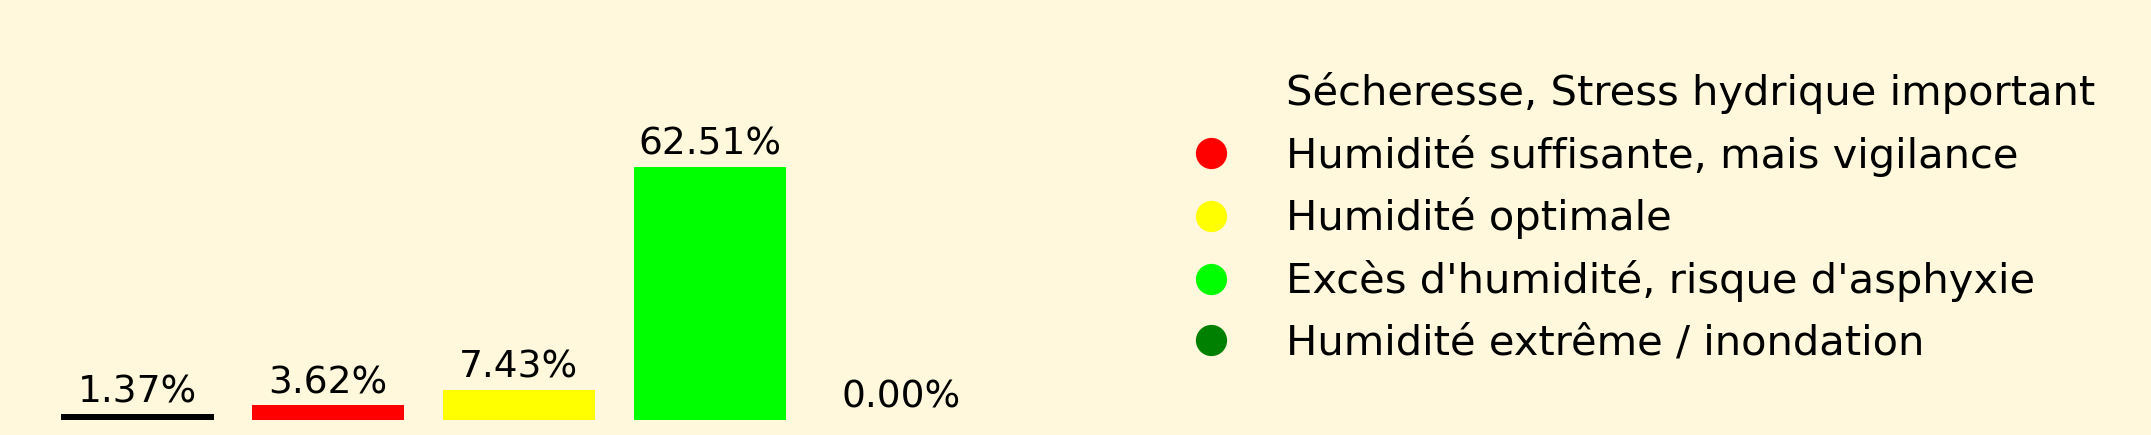 1.37%
3.62%
7.43%
62.51%
0.00%
Sécheresse, Stress hydrique important
Humidité suffisante, mais vigilance
Humidité optimale
Excès d'humidité, risque d'asphyxie
Humidité extrême / inondation